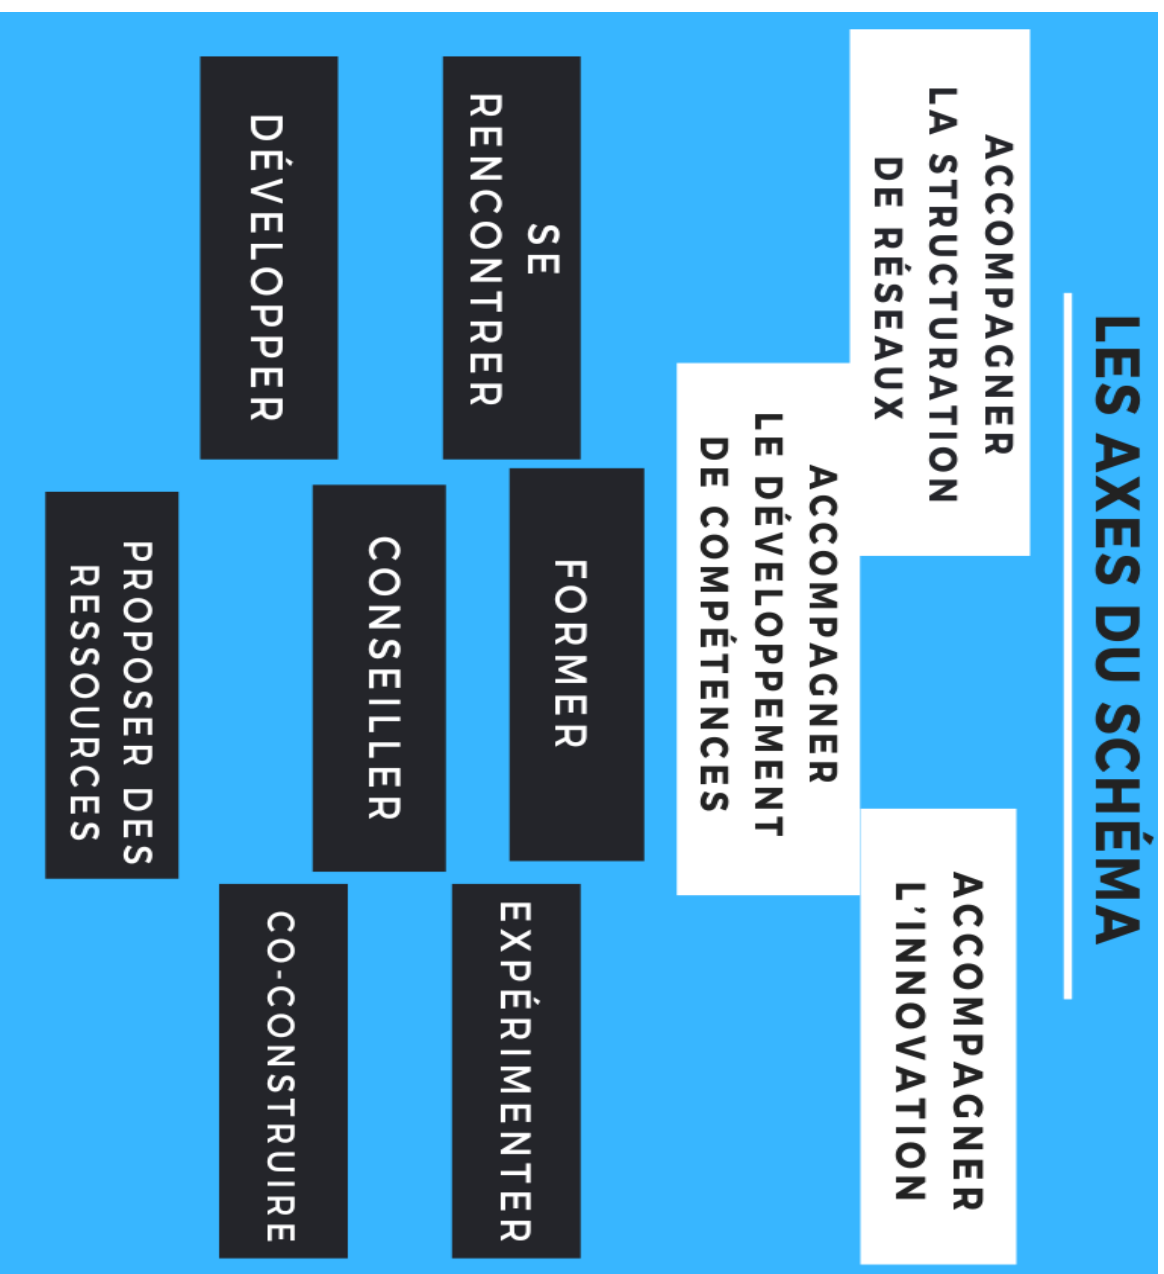 LES AXES DU SCHÉMA
ACCOMPAGNER
LA STRUCTURATION
DE RÉSEAUX
ACCOMPAGNER
LE DÉVELOPPEMENT
DE COMPÉTENCES
ACCOMPAGNER
L'INNOVATION
SE
RENCONTRER
DÉVELOPPER
FORMER
CONSEILLER
PROPOSER DES
RESSOURCES
EXPÉRIMENTER
CO-CONSTRUIRE